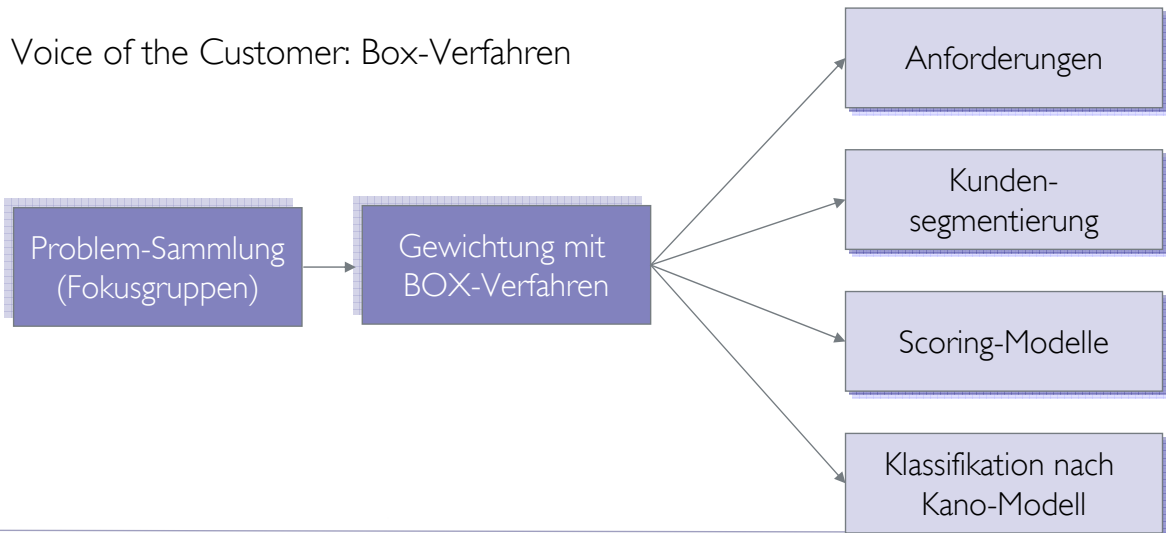 Voice of the Customer: Box-Verfahren
Problem-Sammlung
(Fokusgruppen)
Gewichtung mit
BOX-Verfahren
Anforderungen
Kunden-
segmentierung
Scoring-Modelle
Klassifikation nach
Kano-Modell